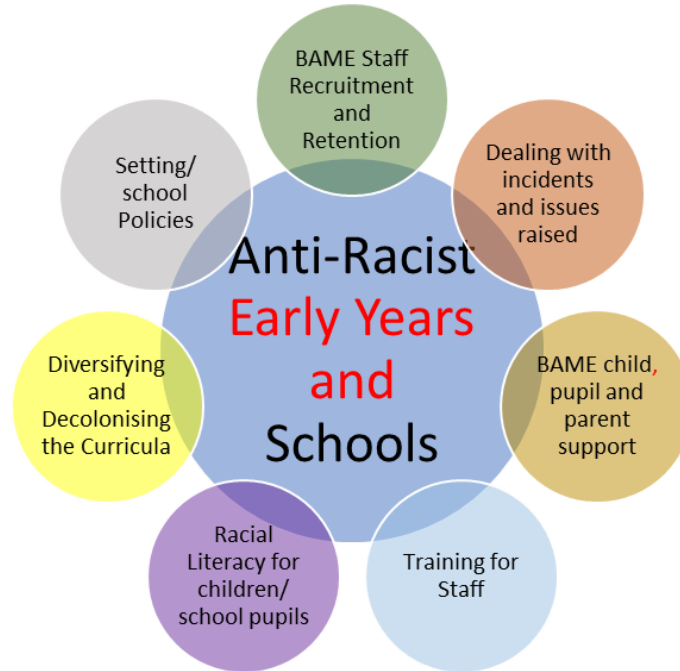 BAME Staff
Recruitment
and
Retention
Dealing with
incidents
and issues
raised
BAME child,
pupil and
parent
support
Training for
Staff
Racial
Literacy for
children/
school pupils
Diversifying
and
Decolonising
the Curricula
Setting/
school
Policies
Anti-Racist
Early Years
and
Schools